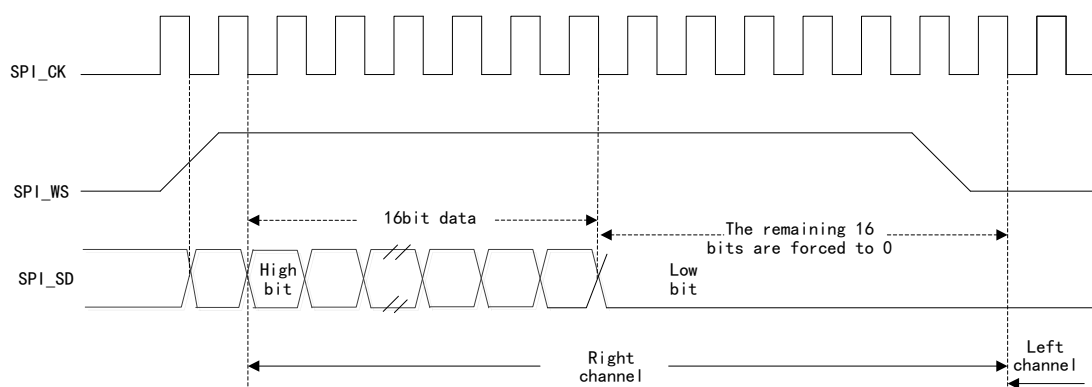 SPI_CK
SPI_WS
16bit data
The remaining 16
bits are forced to 0
SPI_SD
High
bit
Low
bit
Right
channel
Left
channel